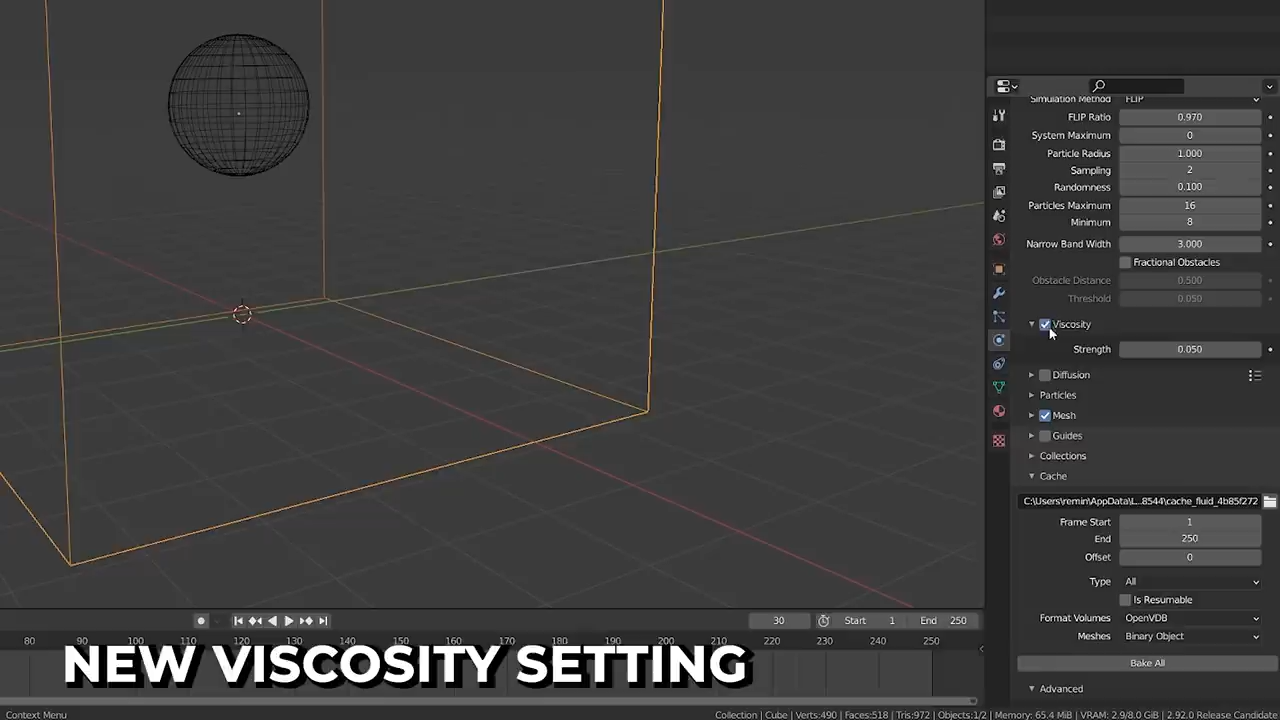 Simulation Method FLIP
FLIP Ratio 0.970
System Maximum 0
Particle Radius 1.000
Sampling 2
Randomness 0.100
Particles Maximum 16
Minimum 8
Narrow Band Width 3.000
Fractional Obstacles
Obstacle Distance 0.500
Threshold 0.050
Viscosity
Strength 0.050
Diffusion
Particles
Mesh
Guides
Collections
Cache
C:\Users\remin\AppData\L..8544\cache_fluid_4b85f272
Frame Start 1
End 250
Offset 0
Type All
Is Resumable
Format Volumes OpenVDB
Meshes Binary Object
Bake All
Advanced
30 Start 1 End 250
80 90 100 110 120 130 140 150 160 170 180 190 200 210 220 230 240 250
NEW VISCOSITY SETTING
Context Menu
Collection | Cube | Verts:490 | Faces:518 | Tris:972 | Objects:1/2 | Memory: 65.4 MiB | VRAM: 2.9/8.0 GiB | 2.92.0 Release Candidate